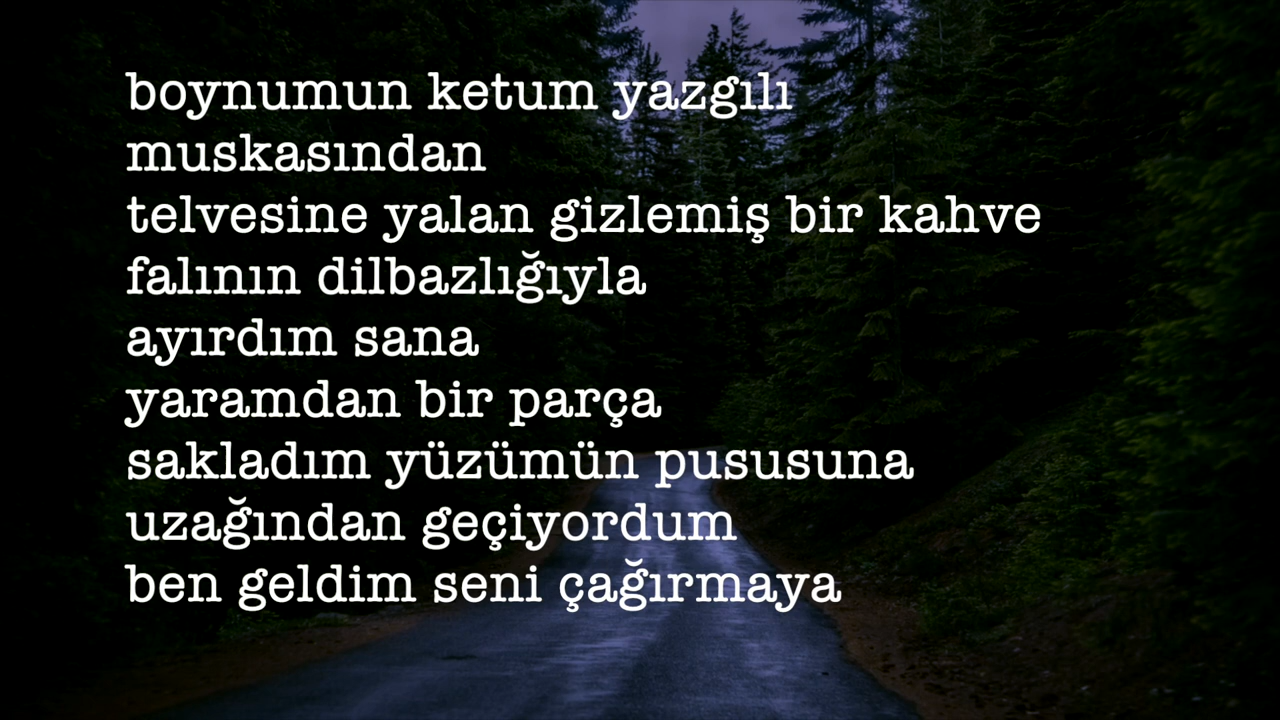 boynumun ketum yazgılı
muskasından
telvesine yalan gizlemiş bir kahve
falının dilbazlığıyla
ayırdım sana
yaramdan bir parça
sakladım yüzümün pususuna
uzağından geçiyordum
ben geldim seni çağırmaya